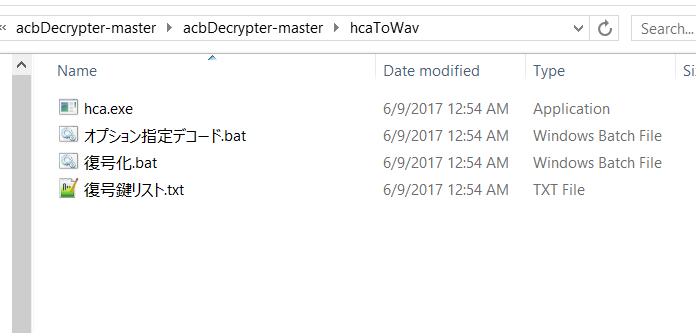 « acbDecrypter-master > acbDecrypter-master > hcaToWav Search...
Name Date modified Type Si
hca.exe 6/9/2017 12:54 AM Application
オプション指定デコード.bat 6/9/2017 12:54 AM Windows Batch File
復号化.bat 6/9/2017 12:54 AM Windows Batch File
復号鍵リスト.txt 6/9/2017 12:54 AM TXT File